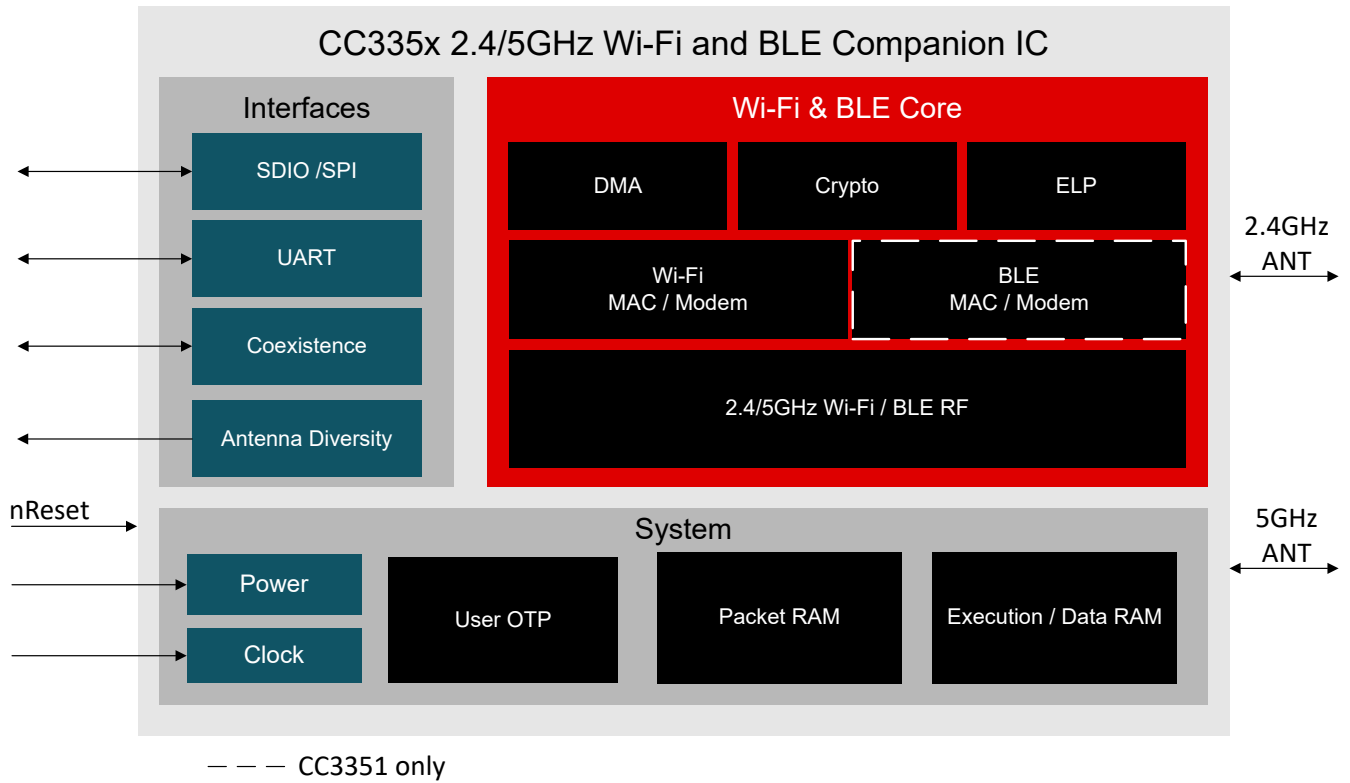 CC335x 2.4/5GHz Wi-Fi and BLE Companion IC
Interfaces
SDIO /SPI
UART
Coexistence
Antenna Diversity
Wi-Fi & BLE Core
DMA
Crypto
ELP
Wi-Fi
MAC / Modem
BLE
MAC / Modem
2.4/5GHz Wi-Fi / BLE RF
2.4GHz
ANT
nReset
5GHz
ANT
System
Power
Clock
User OTP
Packet RAM
Execution / Data RAM
CC3351 only